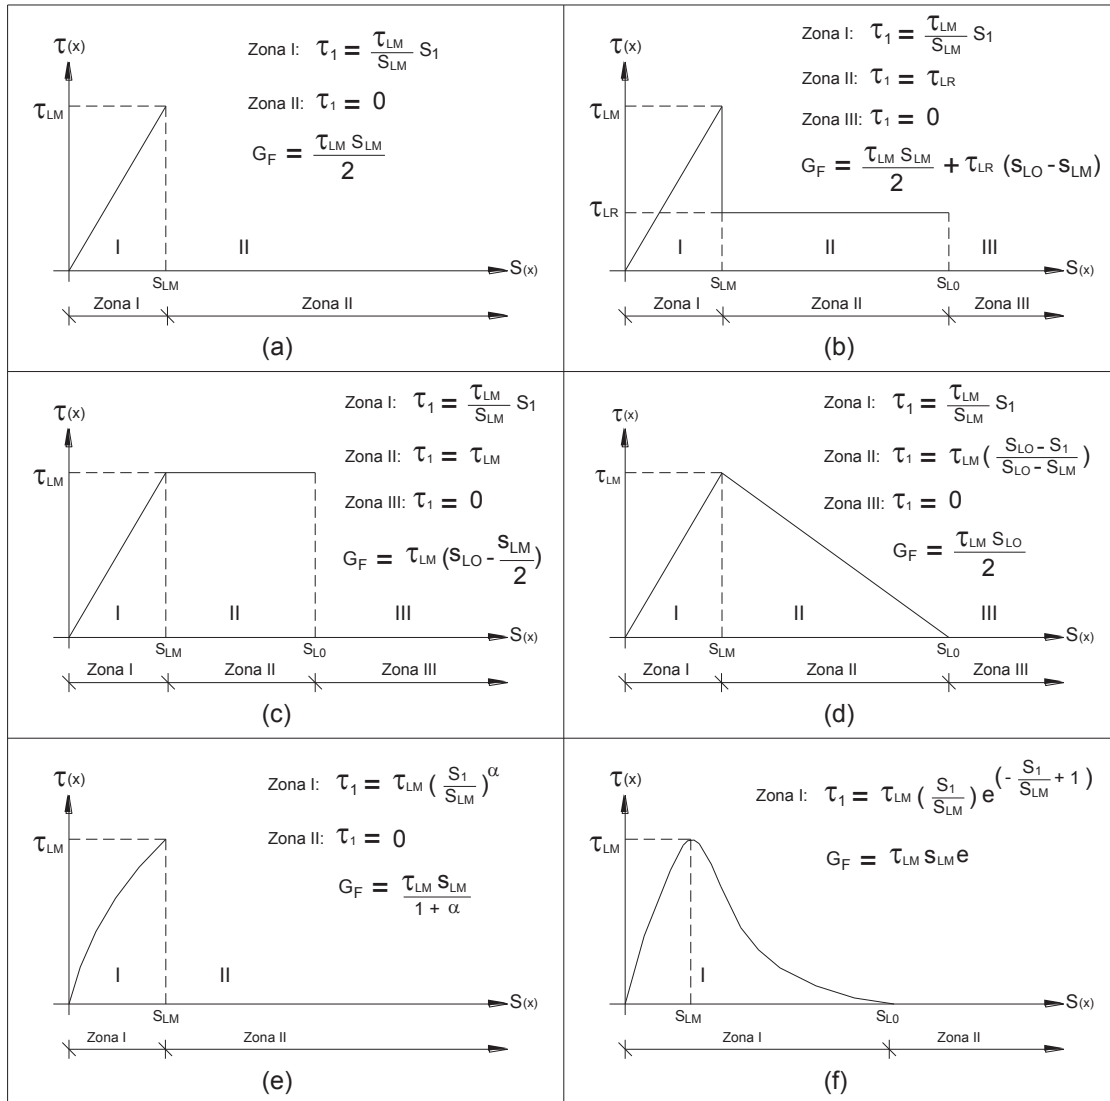 τ(x)
Zona I: τ1 = τLM / SLM S1
Zona II: τ1 = 0
GF = τLM SLM / 2
τLM
I II
S(x)
SLM
Zona I Zona II
(a)
τ(x)
Zona I: τ1 = τLM / SLM S1
Zona II: τ1 = τLR
Zona III: τ1 = 0
GF = τLM SLM / 2 + τLR (sLO - sLM)
τLM
τLR
I II III
S(x)
SLM SL0
Zona I Zona II Zona III
(b)
τ(x)
Zona I: τ1 = τLM / SLM S1
Zona II: τ1 = τLM
Zona III: τ1 = 0
GF = τLM (sLO - sLM / 2)
τLM
I II III
S(x)
SLM SL0
Zona I Zona II Zona III
(c)
τ(x)
Zona I: τ1 = τLM / SLM S1
Zona II: τ1 = τLM ( SLO - S1 / SLO - SLM )
Zona III: τ1 = 0
GF = τLM SLO / 2
τLM
I II III
S(x)
SLM SL0
Zona I Zona II Zona III
(d)
τ(x)
Zona I: τ1 = τLM ( S1 / SLM )^α
Zona II: τ1 = 0
GF = τLM sLM / 1 + α
τLM
I II
S(x)
SLM
Zona I Zona II
(e)
τ(x)
Zona I: τ1 = τLM ( S1 / SLM ) e^(- S1 / SLM + 1)
GF = τLM sLM e
τLM
I
S(x)
SLM SL0
Zona I Zona II
(f)